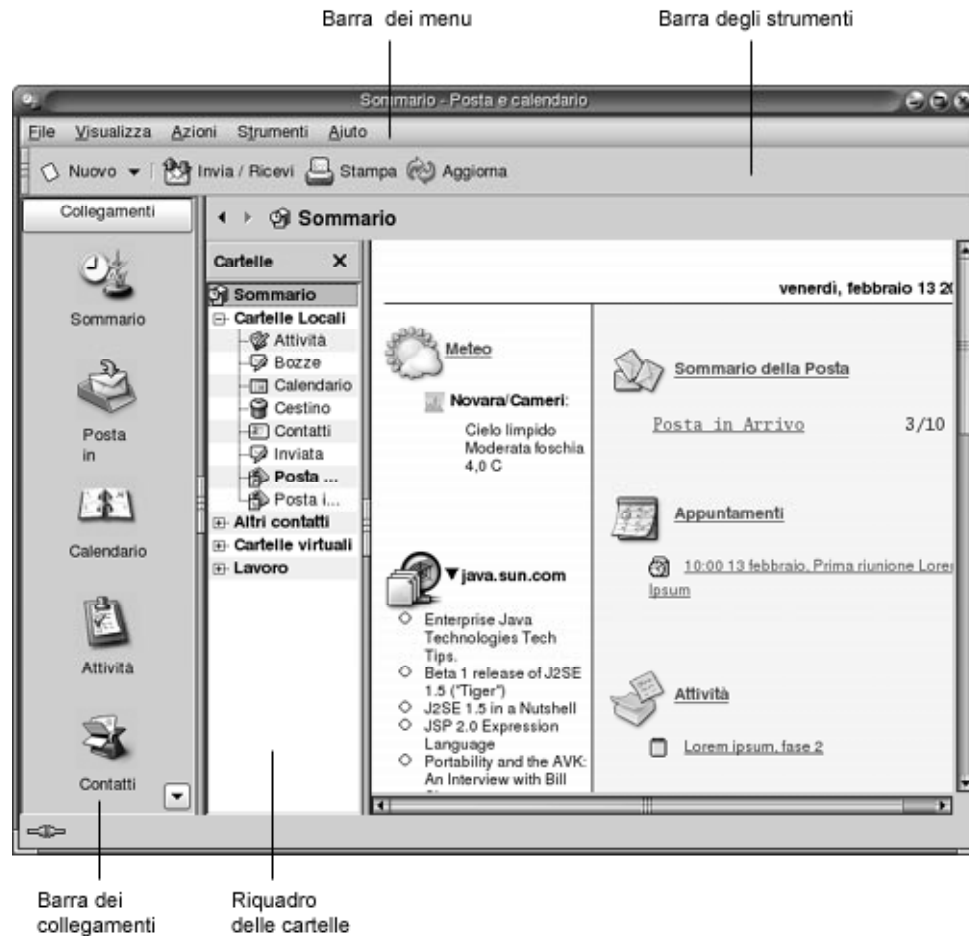 Barra dei menu
Barra degli strumenti
Sommario - Posta e calendario
File Visualizza Azioni Strumenti Aiuto
Nuovo Invia / Ricevi Stampa Aggiorna
Collegamenti
Sommario
Posta
in
Calendario
Attività
Contatti
Sommario
Cartelle X
Sommario
Cartelle Locali
Attività
Bozze
Calendario
Cestino
Contatti
Inviata
Posta ...
Posta i...
Altri contatti
Cartelle virtuali
Lavoro
venerdì, febbraio 13 20
Meteo
Novara/Cameri:
Cielo limpido
Moderata foschia
4,0 C
java.sun.com
Enterprise Java
Technologies Tech
Tips.
Beta 1 release of J2SE
1.5 ("Tiger")
J2SE 1.5 in a Nutshell
JSP 2.0 Expression
Language
Portability and the AVK:
An Interview with Bill
Sommario della Posta
Posta in Arrivo 3/10
Appuntamenti
10:00 13 febbraio, Prima riunione Lorem
Ipsum
Attività
Lorem ipsum, fase 2
Barra dei
collegamenti
Riquadro
delle cartelle